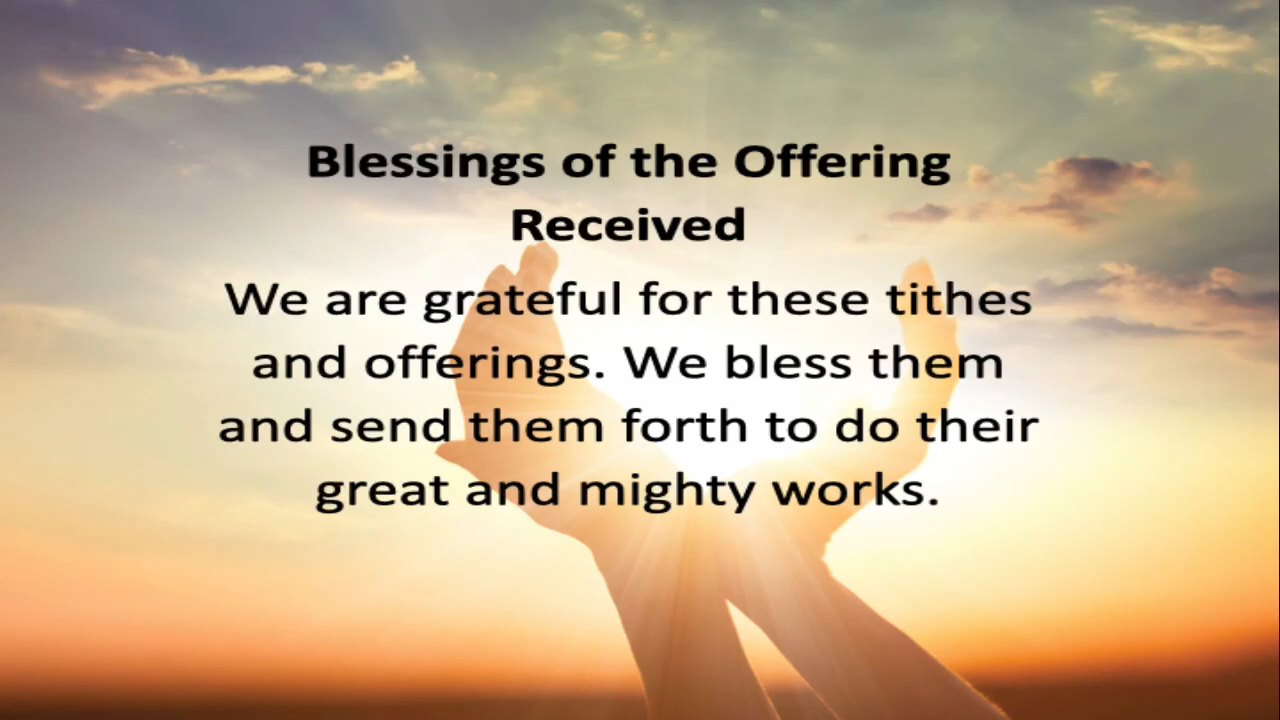 Blessings of the Offering
Received
We are grateful for these tithes
and offerings. We bless them
and send them forth to do their
great and mighty works.